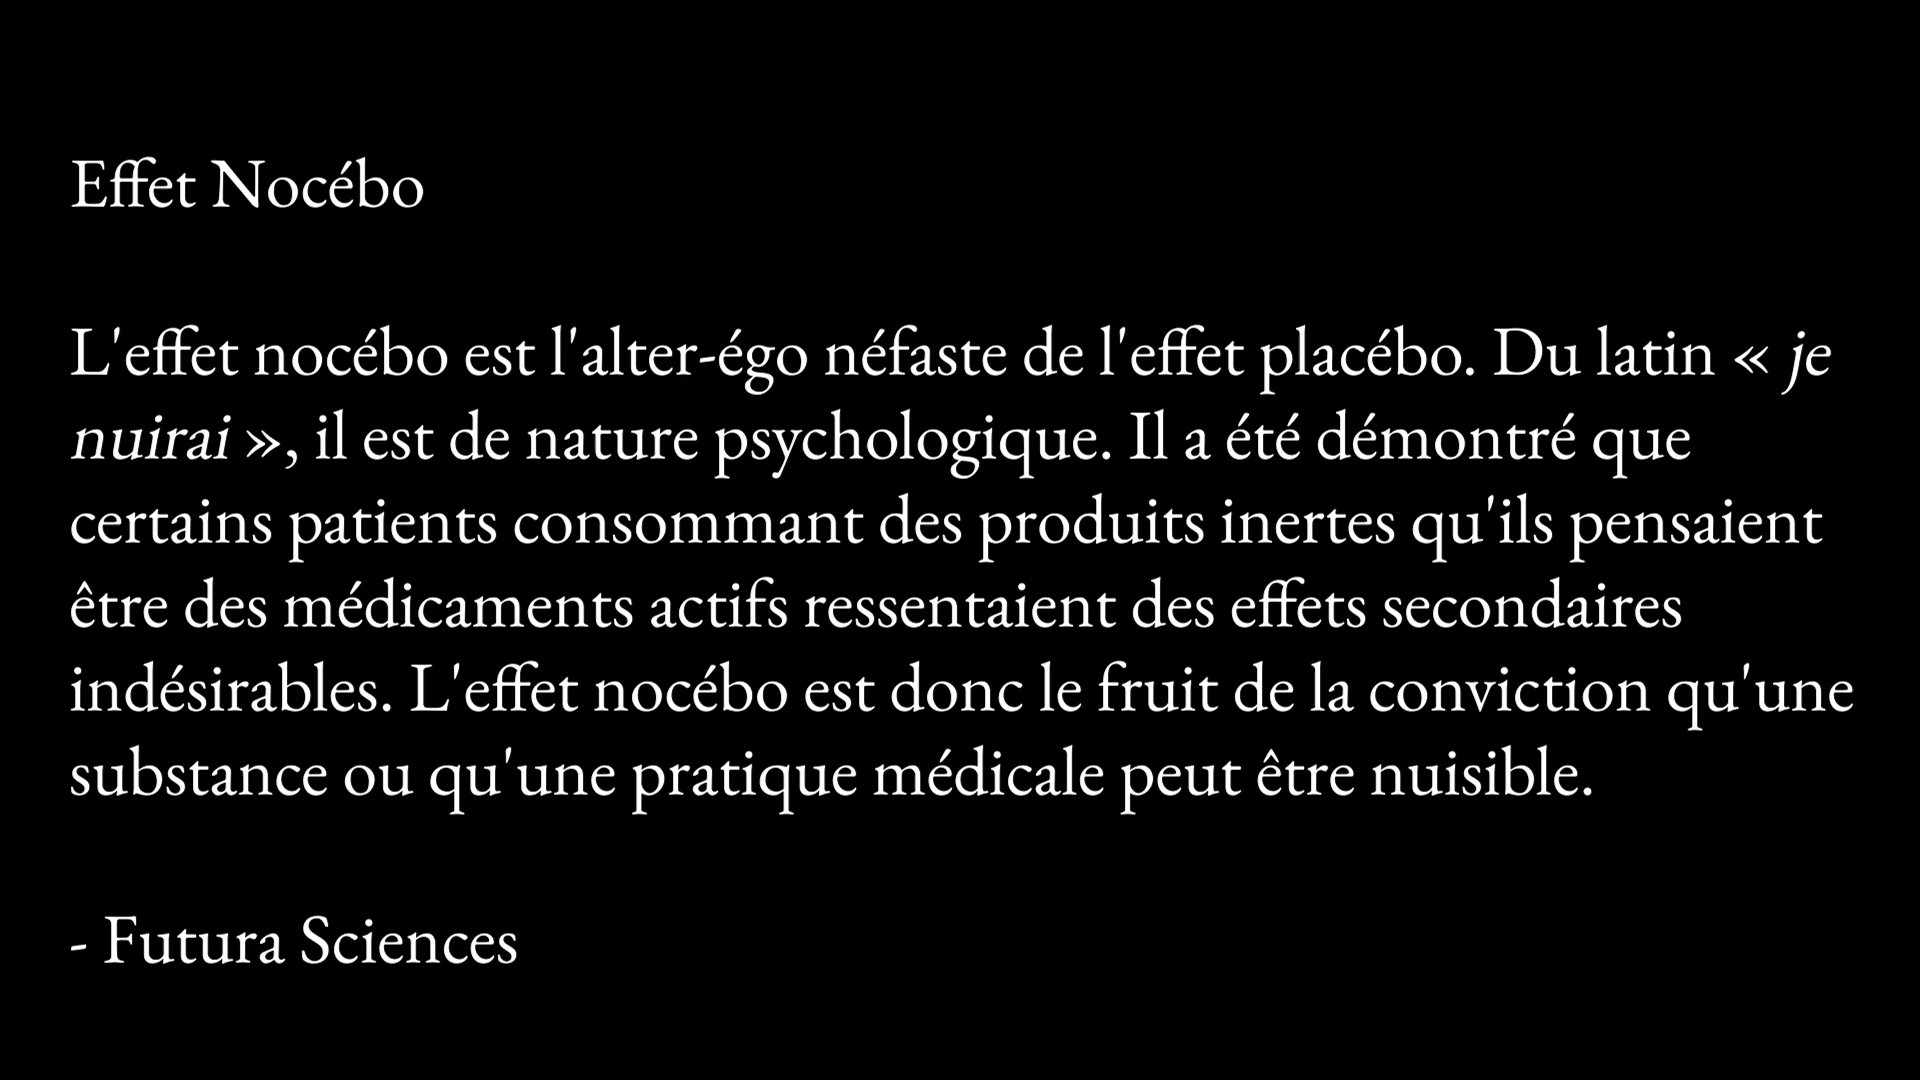 Effet Nocébo
L'effet nocébo est l'alter-égo néfaste de l'effet placébo. Du latin « je
nuirai », il est de nature psychologique. Il a été démontré que
certains patients consommant des produits inertes qu'ils pensaient
être des médicaments actifs ressentaient des effets secondaires
indésirables. L'effet nocébo est donc le fruit de la conviction qu'une
substance ou qu'une pratique médicale peut être nuisible.
- Futura Sciences